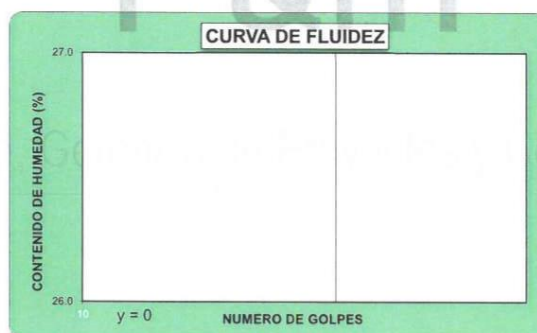 CURVA DE FLUIDEZ
27.0
CONTENIDO DE HUMEDAD (%)
26.0
10
y = 0
NUMERO DE GOLPES